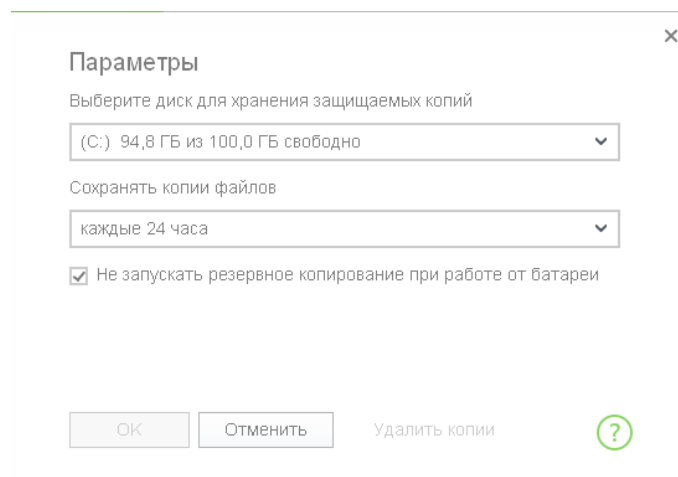 Параметры
Выберите диск для хранения защищаемых копий
(C:) 94,8 ГБ из 100,0 ГБ свободно
Сохранять копии файлов
каждые 24 часа
Не запускать резервное копирование при работе от батареи
OK Отменить Удалить копии ?